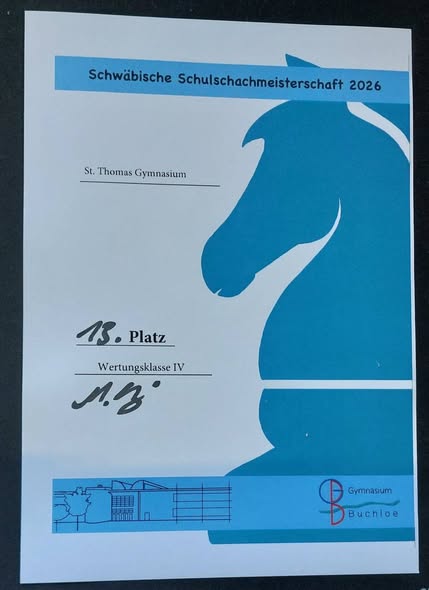 Schwäbische Schulschachmeisterschaft 2026
St. Thomas Gymnasium
13. Platz
Wertungsklasse IV
Gymnasium
Buchloe